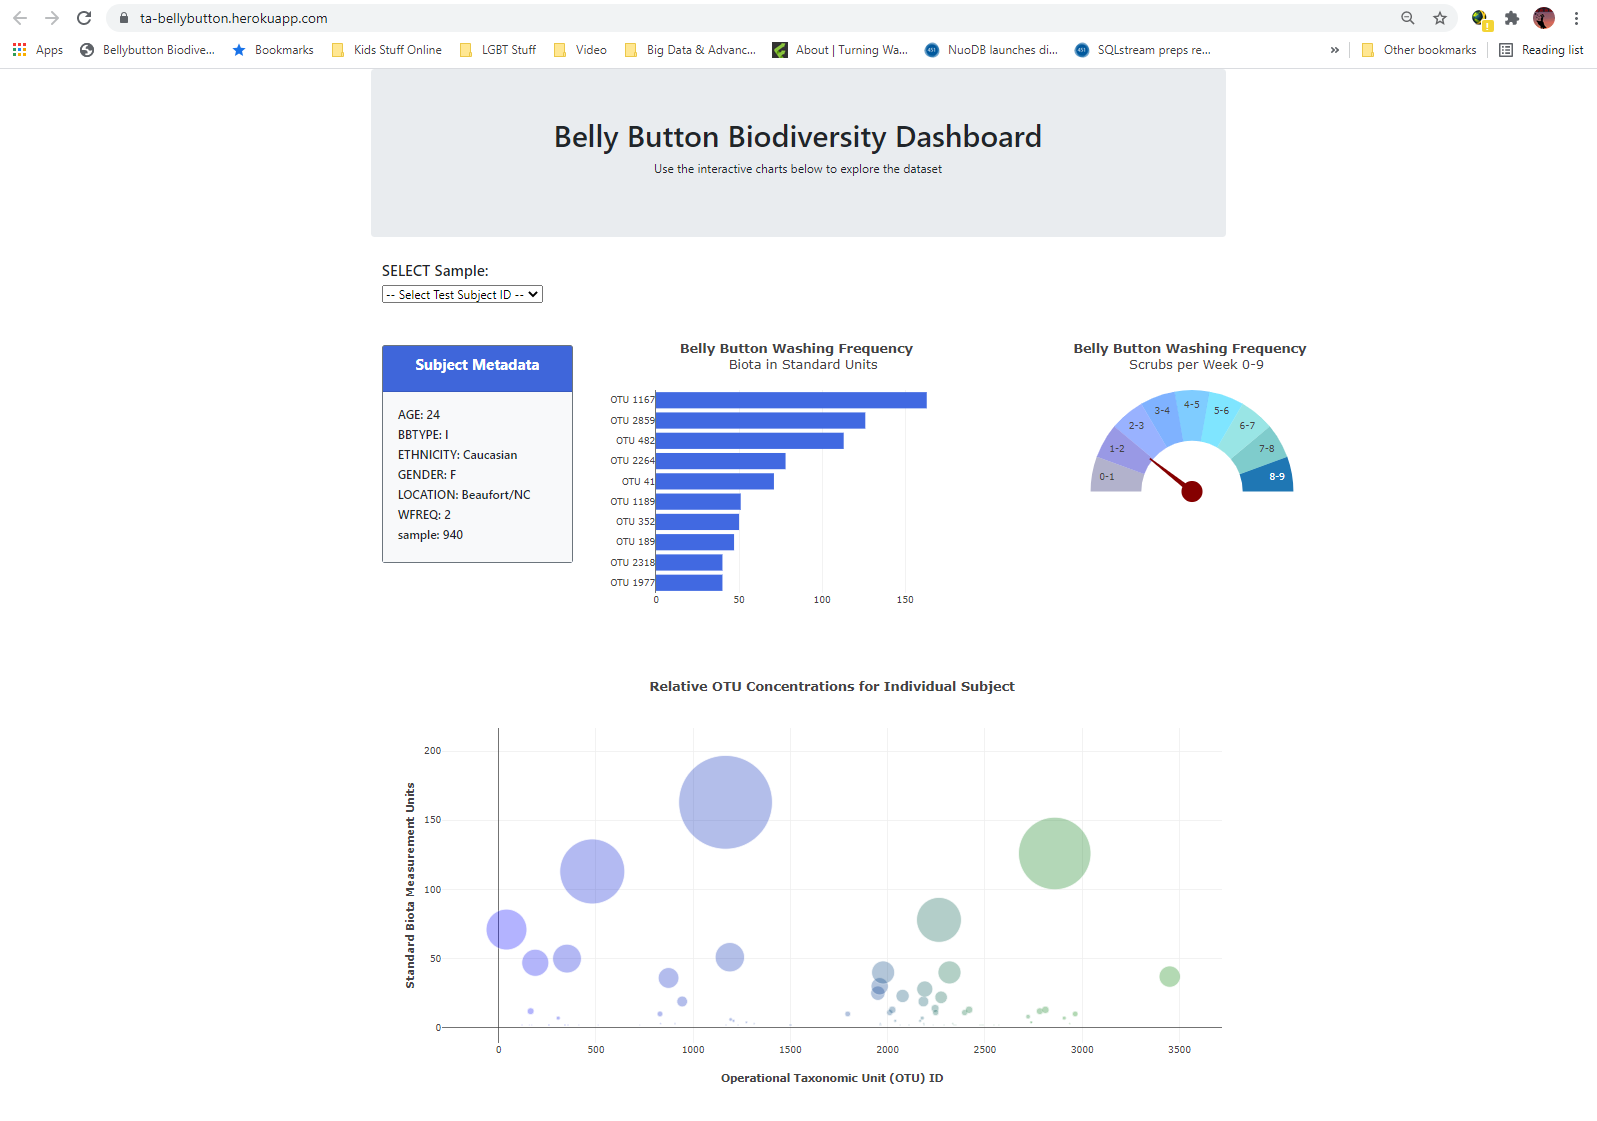 ta-bellybutton.herokuapp.com
Apps
Bellybutton Biodive...
Bookmarks
Kids Stuff Online
LGBT Stuff
Video
Big Data & Advanc...
About | Turning Wa...
NuoDB launches di...
SQLstream preps re...
»
Other bookmarks
Reading list
Belly Button Biodiversity Dashboard
Use the interactive charts below to explore the dataset
SELECT Sample:
-- Select Test Subject ID --
Subject Metadata
AGE: 24
BBTYPE: I
ETHNICITY: Caucasian
GENDER: F
LOCATION: Beaufort/NC
WFREQ: 2
sample: 940
Belly Button Washing Frequency
Biota in Standard Units
OTU 1167
OTU 2859
OTU 482
OTU 2264
OTU 41
OTU 1189
OTU 352
OTU 189
OTU 2318
OTU 1977
0 50 100 150
Belly Button Washing Frequency
Scrubs per Week 0-9
0-1
1-2
2-3
3-4
4-5
5-6
6-7
7-8
8-9
Relative OTU Concentrations for Individual Subject
Standard Biota Measurement Units
200
150
100
50
0
0 500 1000 1500 2000 2500 3000 3500
Operational Taxonomic Unit (OTU) ID